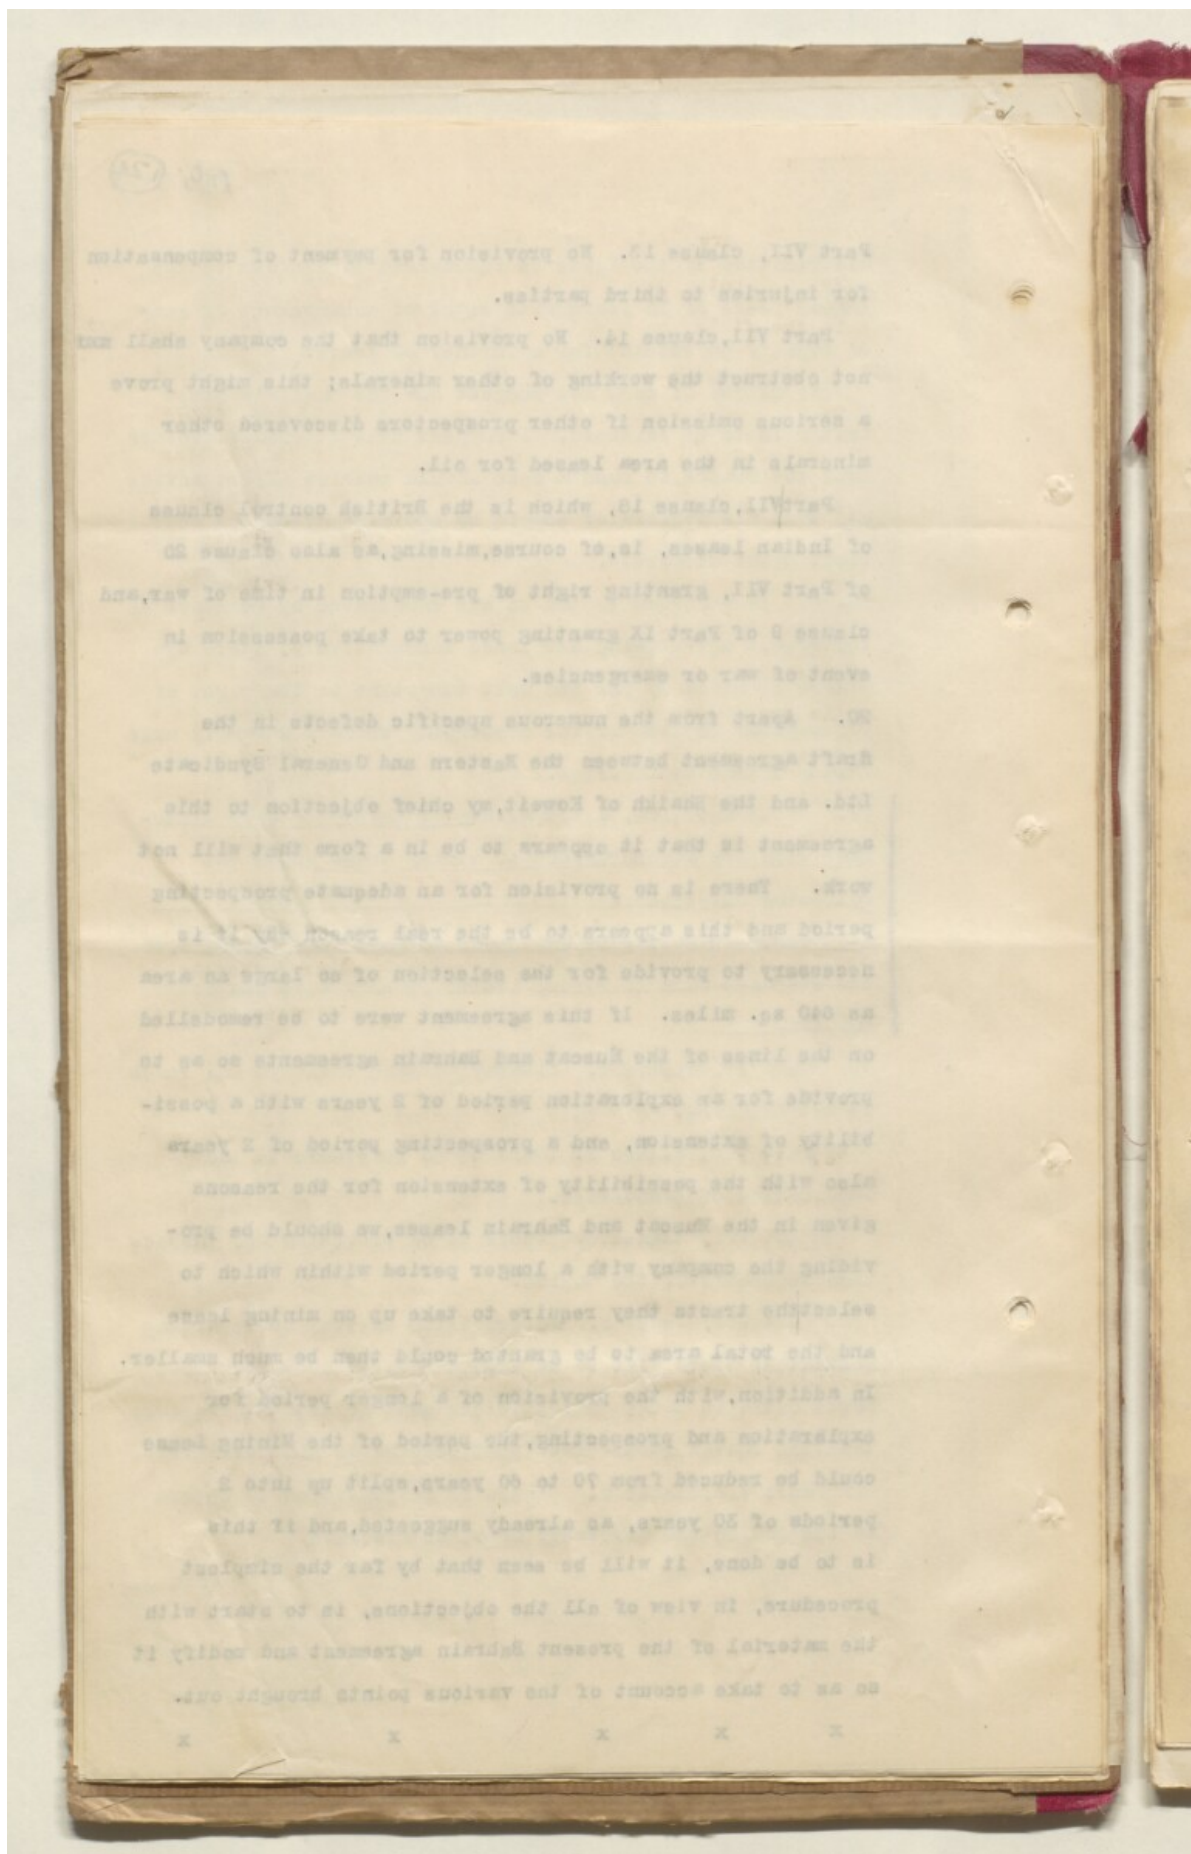 Part VII, clause 13. No provision for payment of compensation
for injuries to third parties.
Part VII,clause 14. No provision that the company shall
not obstruct the working of other minerals; this might prove
a serious omission if other prospectors discovered other
minerals in the area leased for oil.
Part VII,clause 18, which is the British control clause
of Indian leases, is,of course,missing,as also clause 20
of Part VII, granting right of pre-emption in time of war,and
clause 9 of Part IX granting power to take possession in
event of war or emergencies.
20. Apart from the numerous specific defects in the
draft agreement between the Eastern and General Syndicate
Ltd. and the Shaikh of Koweit,my chief objection to this
agreement is that it appears to be in a form that will not
work. There is no provision for an adequate prospecting
period and this appears to be the real reason why it is
necessary to provide for the selection of so large an area
as 640 sq. miles. If this agreement were to be remodelled
on the lines of the Muscat and Bahrain agreements so as to
provide for an exploration period of 2 years with a possi-
bility of extension, and a prospecting period of 2 years
also with the possibility of extension for the reasons
given in the Muscat and Bahrain leases,we should be pro-
viding the company with a longer period within which to
select the tracts they require to take up on mining lease
and the total area to be granted could then be much smaller.
In addition,with the provision of a longer period for
exploration and prospecting,the period of the Mining Lease
could be reduced from 70 to 60 years,split up into 2
periods of 30 years, as already suggested,and if this
is to be done, it will be seen that by far the simplest
procedure, in view of all the objections, is to start with
the material of the present Bahrain agreement and modify it
so as to take account of the various points brought out.
x x x x x